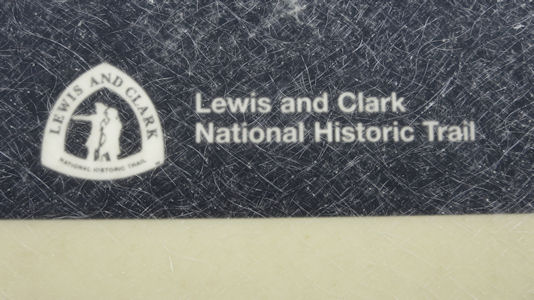 LEWIS AND CLARK
NATIONAL HISTORIC TRAIL
Lewis and Clark
National Historic Trail